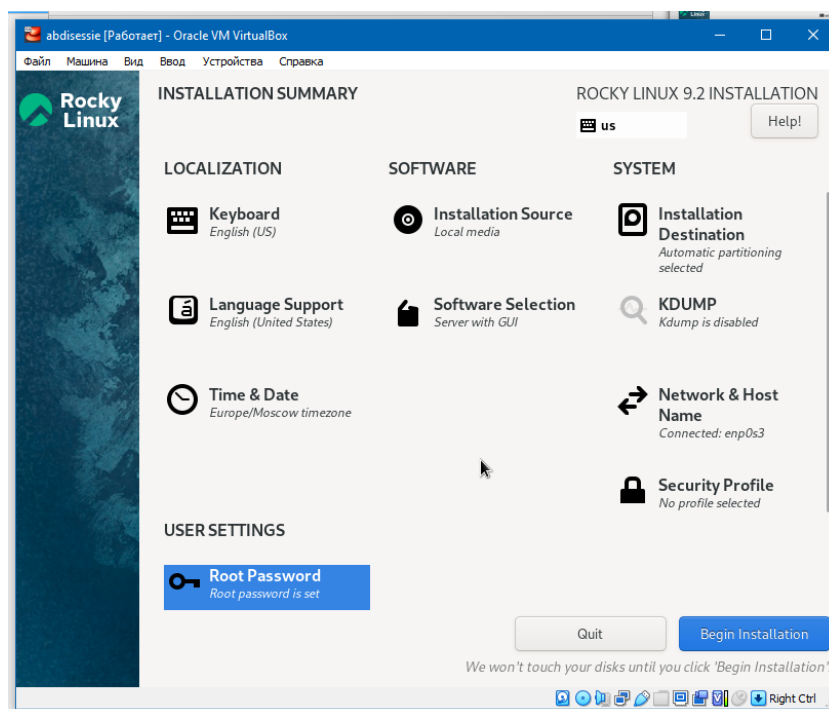 abdisessie [Работает] - Oracle VM VirtualBox
Файл Машина Вид Ввод Устройства Справка
Rocky
Linux
INSTALLATION SUMMARY
ROCKY LINUX 9.2 INSTALLATION
us
Help!
LOCALIZATION
Keyboard
English (US)
Language Support
English (United States)
Time & Date
Europe/Moscow timezone
SOFTWARE
Installation Source
Local media
Software Selection
Server with GUI
SYSTEM
Installation
Destination
Automatic partitioning
selected
KDUMP
Kdump is disabled
Network & Host
Name
Connected: enp0s3
Security Profile
No profile selected
USER SETTINGS
Root Password
Root password is set
Quit
Begin Installation
We won't touch your disks until you click 'Begin Installation'
Right Ctrl